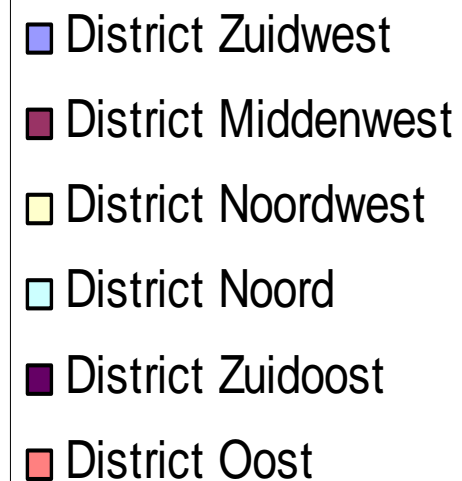 District Zuidwest
District Middenwest
District Noordwest
District Noord
District Zuidoost
District Oost